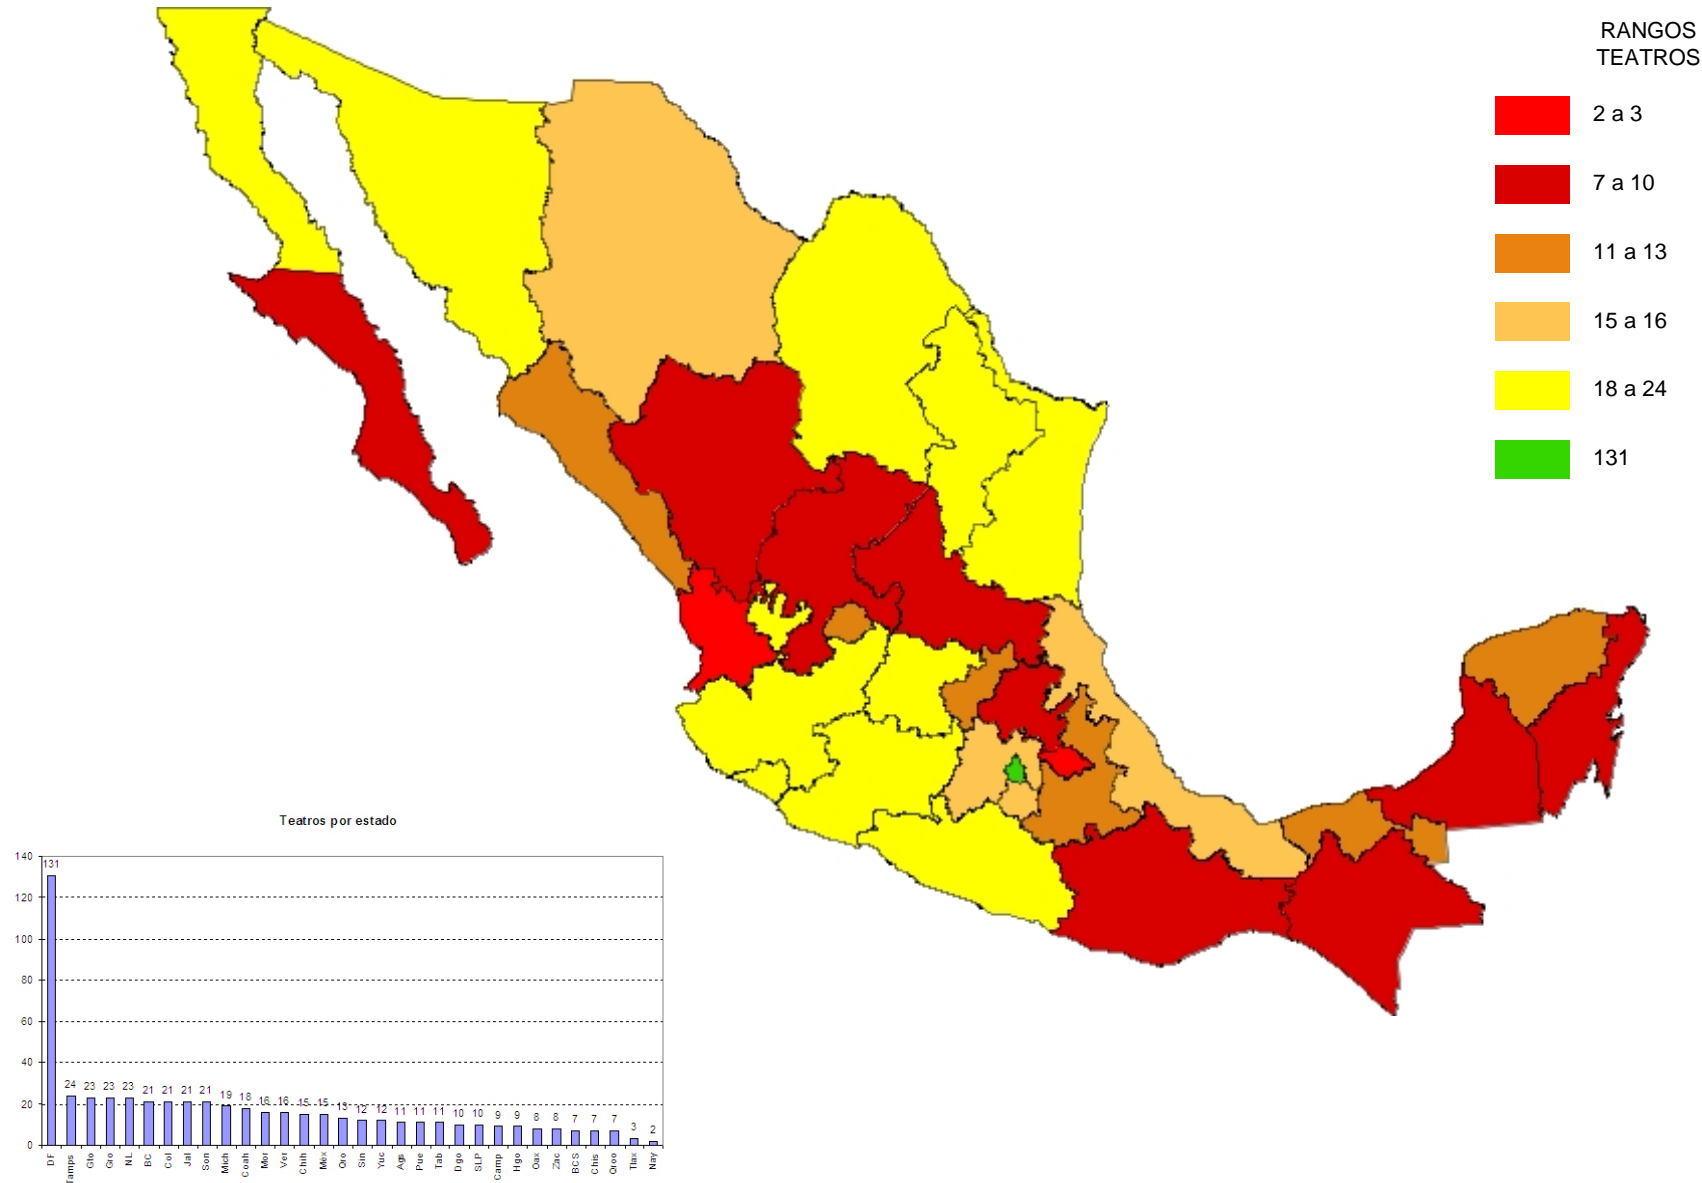 RANGOS
TEATROS
2 a 3
7 a 10
11 a 13
15 a 16
18 a 24
131
Teatros por estado
140
120
100
80
60
40
20
0
131 24 23 23 23 21 21 21 21 19 18 16 16 15 15 13 12 12 11 11 11 10 10 9 9 8 8 7 7 7 3 2
DF Tamps Gto Gro NL BC Col Jal Son Mich Coah Mor Ver Chih Méx Qro Sin Yuc Ags Pue Tab Dgo SLP Camp Hgo Oax Zac BCS Chis Qroo Tlax Nay